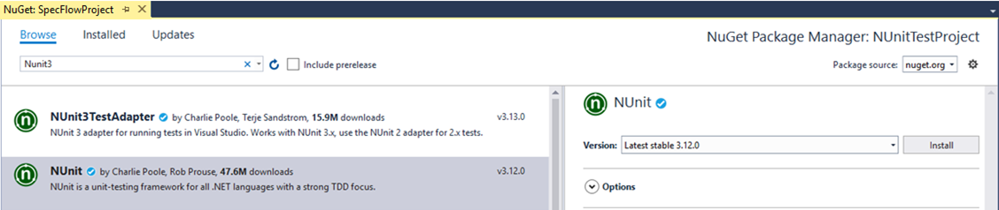 NuGet: SpecFlowProject
Browse Installed Updates
NuGet Package Manager: NUnitTestProject
Nunit3
Include prerelease
Package source: nuget.org
NUnit3TestAdapter by Charlie Poole, Terje Sandstrom, 15.9M downloads v3.13.0
NUnit 3 adapter for running tests in Visual Studio. Works with NUnit 3.x, use the NUnit 2 adapter for 2.x tests.
NUnit by Charlie Poole, Rob Prouse, 47.6M downloads v3.12.0
NUnit is a unit-testing framework for all .NET languages with a strong TDD focus.
NUnit
Version: Latest stable 3.12.0 Install
Options